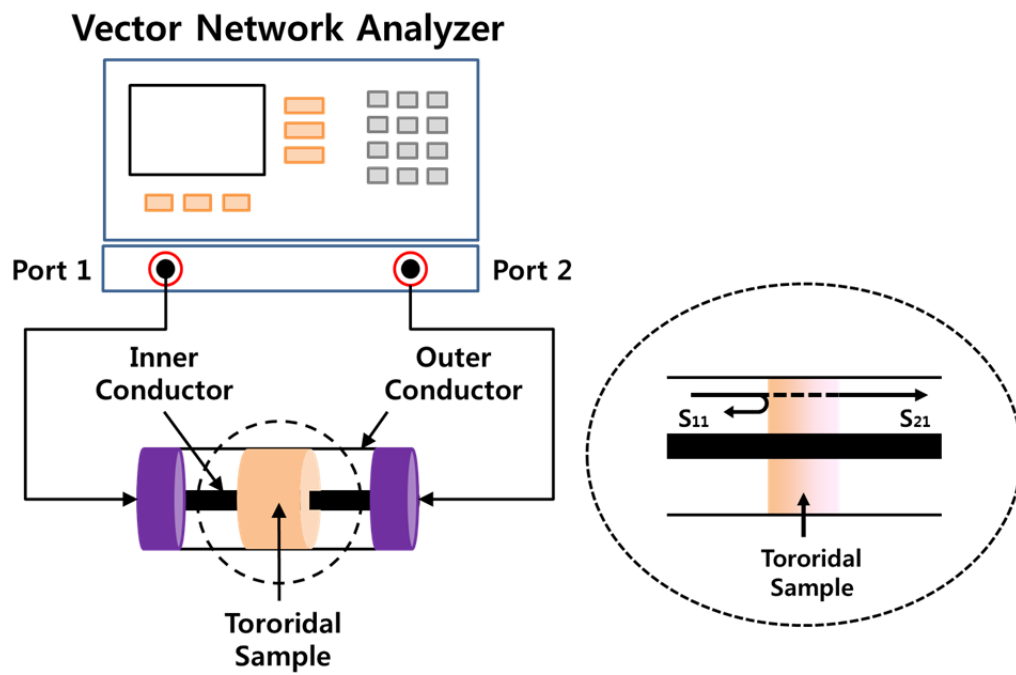 Vector Network Analyzer
Port 1
Port 2
Inner
Conductor
Outer
Conductor
Tororidal
Sample
S11
S21
Tororidal
Sample